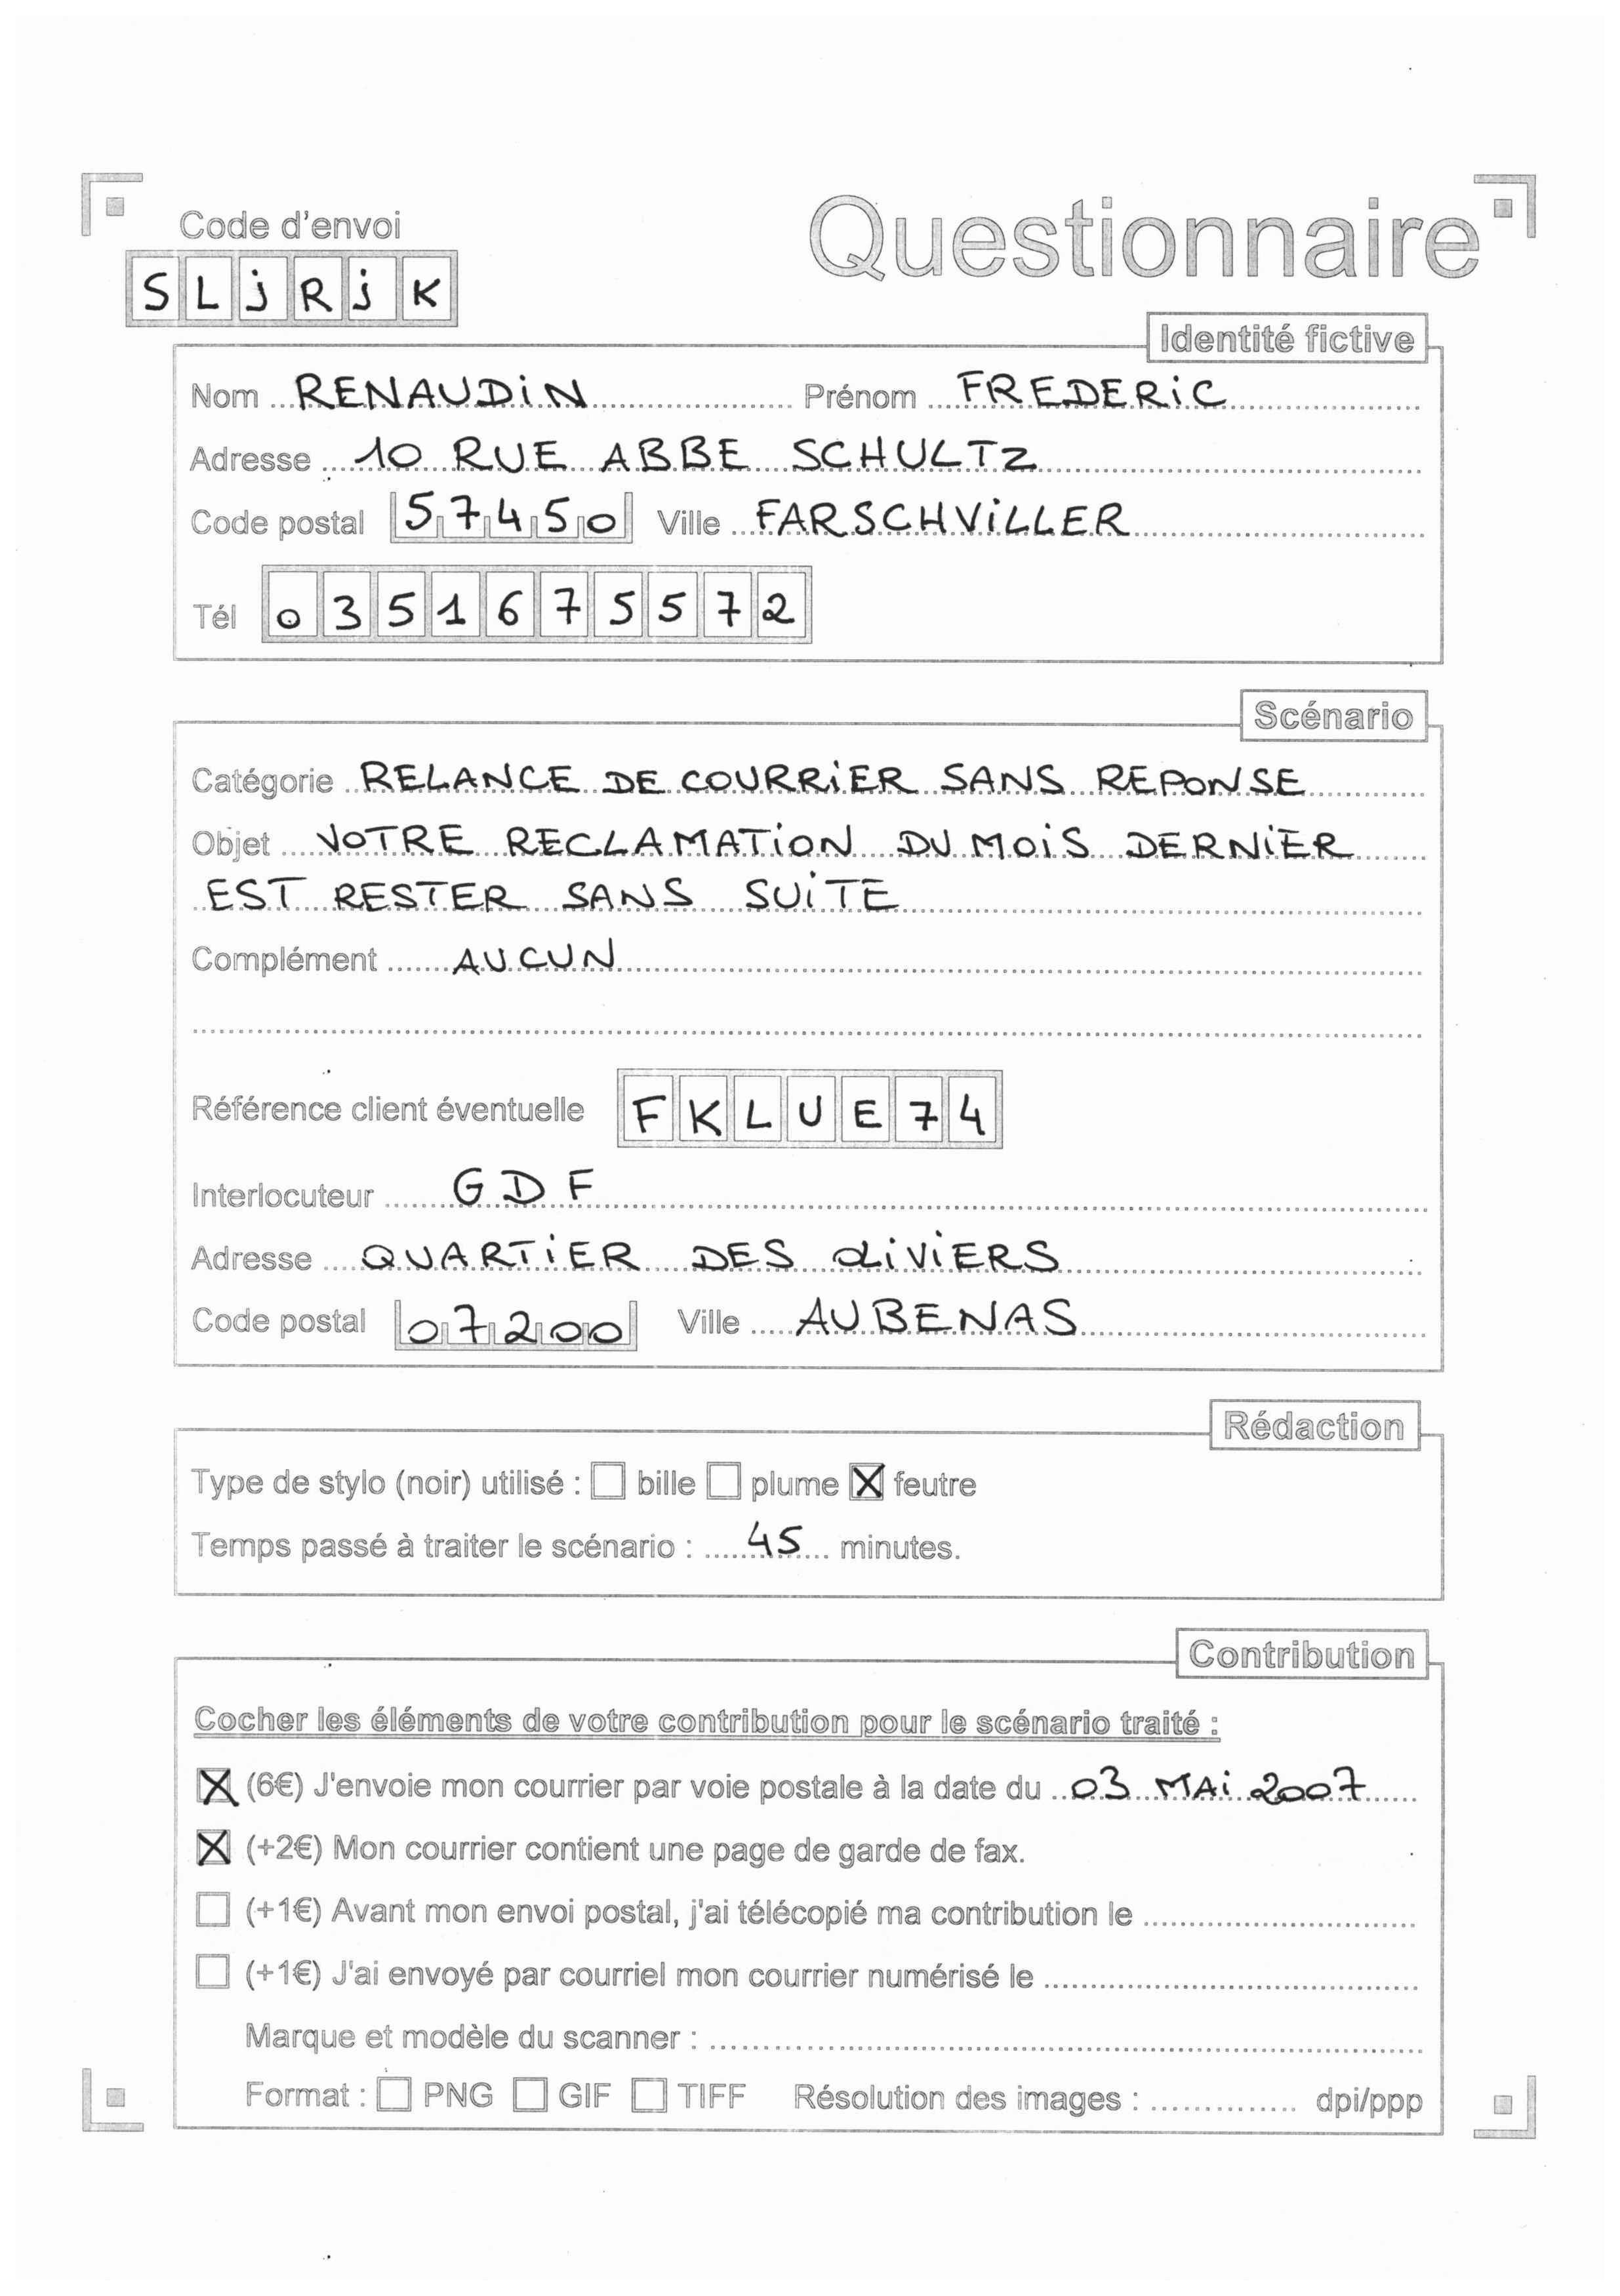 Code d'envoi
Questionnaire
SLjRjK
Identité fictive
Nom RENAUDiN Prénom FREDERiC
Adresse 10 RUE ABBE SCHULTZ
Code postal 57450 Ville FARSCHViLLER
Tél 0351675572
Scénario
Catégorie RELANCE DE COURRiER SANS REPONSE
Objet VOTRE RECLAMATiON DU MOiS DERNiER
EST RESTER SANS SUiTE
Complément AUCUN
Référence client éventuelle FKLUE74
Interlocuteur GDF
Adresse QUARTiER DES OLiViERS
Code postal 07200 Ville AUBENAS
Rédaction
Type de stylo (noir) utilisé : bille plume feutre
Temps passé à traiter le scénario : 45 minutes.
Contribution
Cocher les éléments de votre contribution pour le scénario traité :
(6€) J'envoie mon courrier par voie postale à la date du 03 MAi 2007
(+2€) Mon courrier contient une page de garde de fax.
(+1€) Avant mon envoi postal, j'ai télécopié ma contribution le
(+1€) J'ai envoyé par courriel mon courrier numérisé le
Marque et modèle du scanner :
Format : PNG GIF TIFF Résolution des images : dpi/ppp